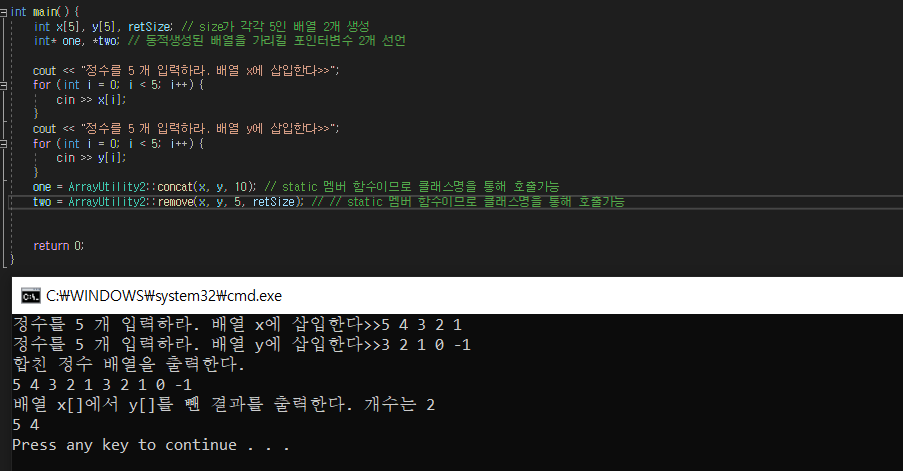 int main() {
int x[5], y[5], retSize; // size가 각각 5인 배열 2개 생성
int* one, *two; // 동적생성된 배열을 가리킬 포인터변수 2개 선언
cout << "정수를 5 개 입력하라. 배열 x에 삽입한다>>";
for (int i = 0; i < 5; i++) {
cin >> x[i];
}
cout << "정수를 5 개 입력하라. 배열 y에 삽입한다>>";
for (int i = 0; i < 5; i++) {
cin >> y[i];
}
one = ArrayUtility2::concat(x, y, 10); // static 멤버 함수이므로 클래스명을 통해 호출가능
two = ArrayUtility2::remove(x, y, 5, retSize); // // static 멤버 함수이므로 클래스명을 통해 호출가능
return 0;
}
C:\ C:₩WINDOWS₩system32₩cmd.exe
정수를 5 개 입력하라. 배열 x에 삽입한다>>5 4 3 2 1
정수를 5 개 입력하라. 배열 y에 삽입한다>>3 2 1 0 -1
합친 정수 배열을 출력한다.
5 4 3 2 1 3 2 1 0 -1
배열 x[]에서 y[]를 뺀 결과를 출력한다. 개수는 2
5 4
Press any key to continue . . .